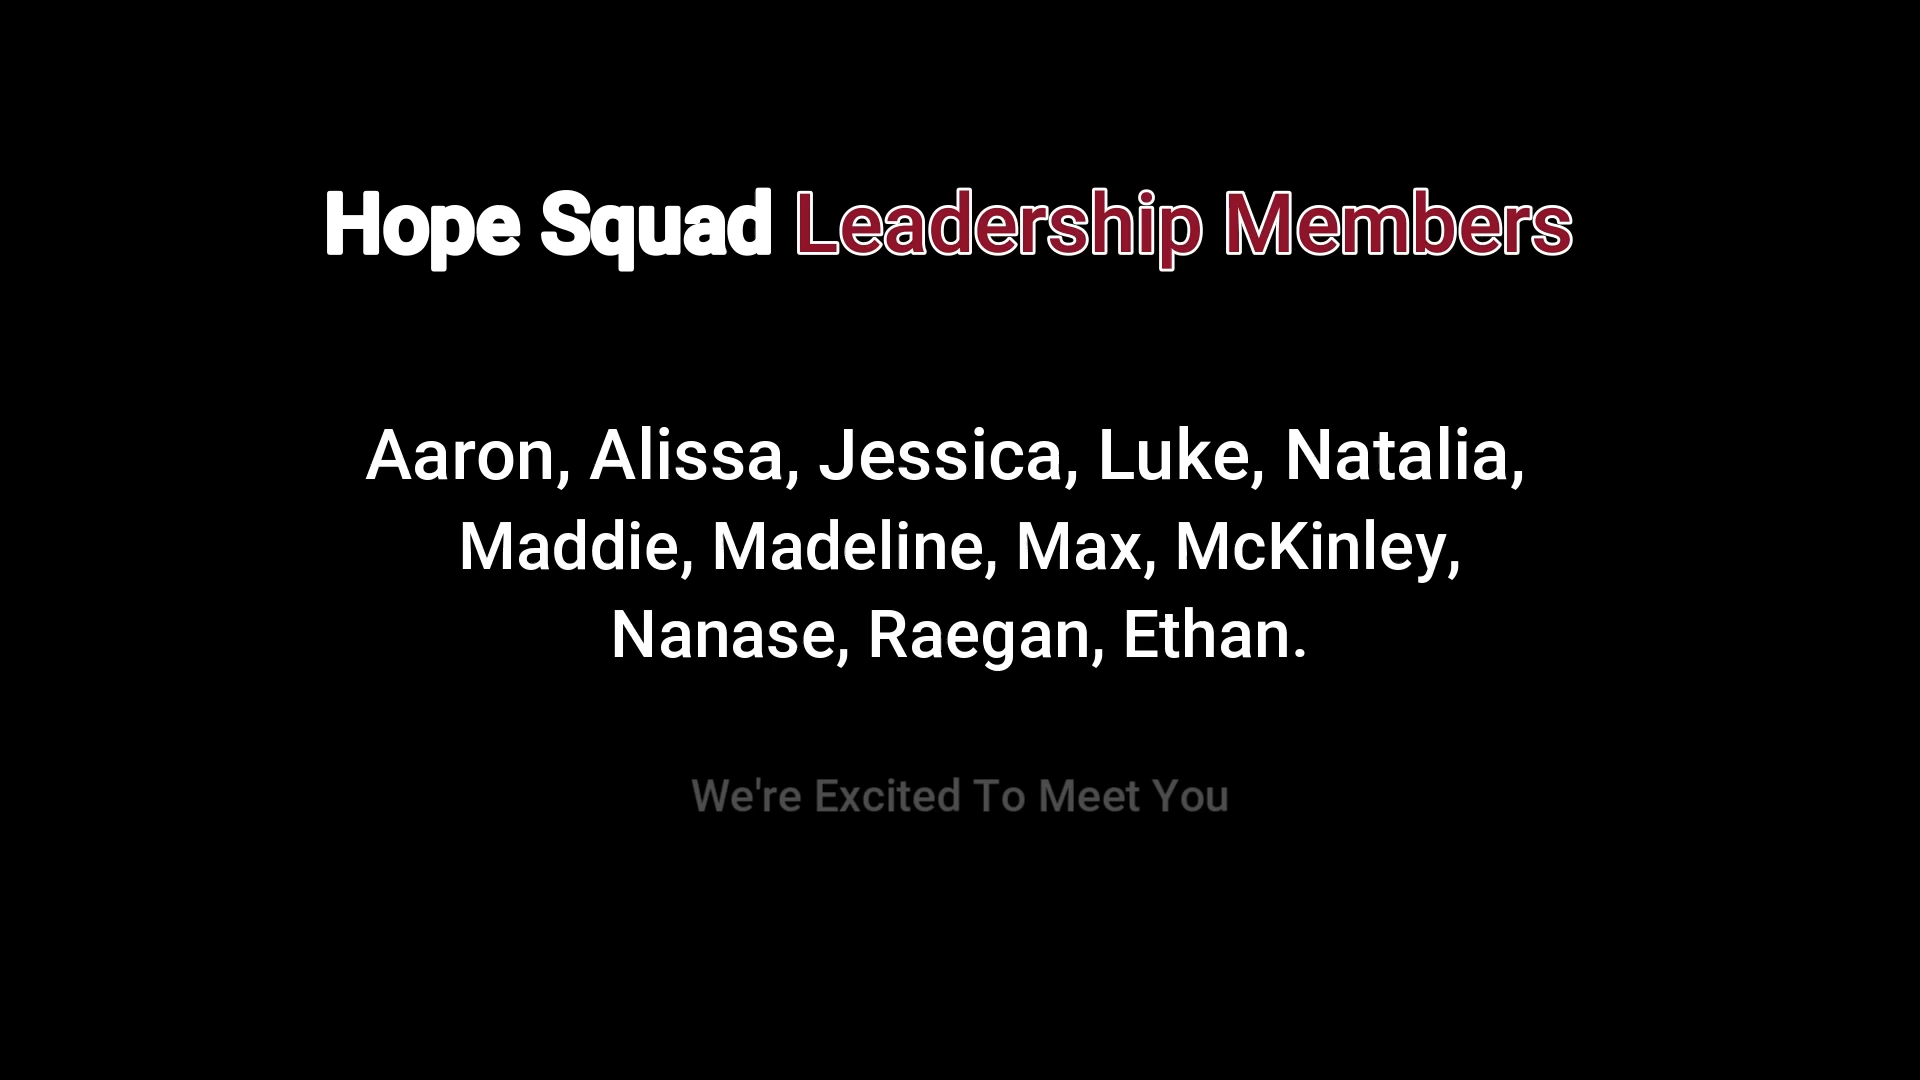 Hope Squad Leadership Members
Aaron, Alissa, Jessica, Luke, Natalia,
Maddie, Madeline, Max, McKinley,
Nanase, Raegan, Ethan.
We're Excited To Meet You